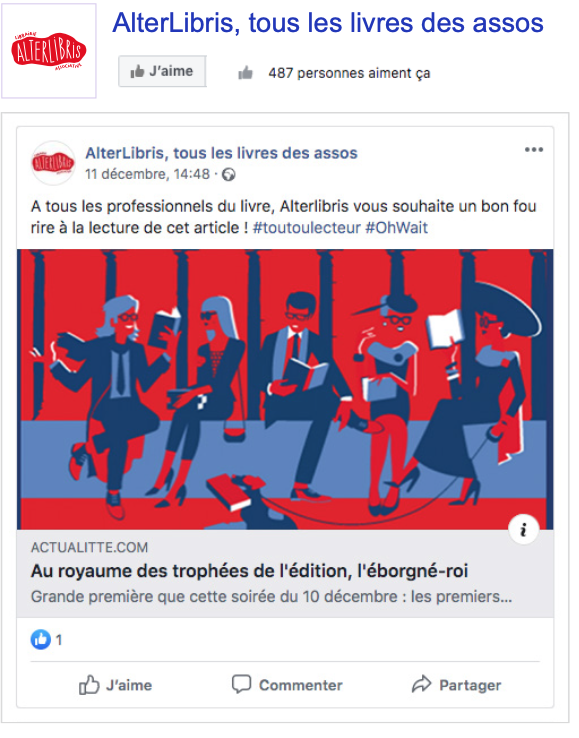 AlterLibris, tous les livres des assos
LIBRAIRIE
ALTERLIBRIS
ASSOCIATIVE
J'aime
487 personnes aiment ça
ALTERLIBRIS
AlterLibris, tous les livres des assos
11 décembre, 14:48 ·
A tous les professionnels du livre, Alterlibris vous souhaite un bon fou
rire à la lecture de cet article ! #toutoulecteur #OhWait
i
ACTUALITTE.COM
Au royaume des trophées de l'édition, l'éborgné-roi
Grande première que cette soirée du 10 décembre : les premiers...
1
J'aime
Commenter
Partager